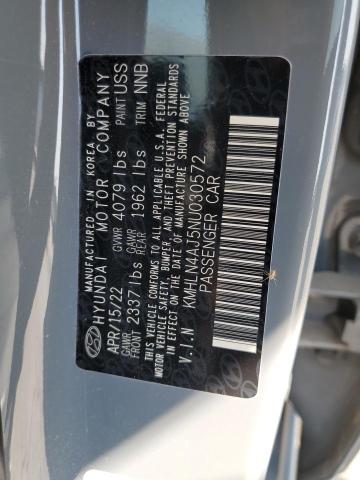 MANUFACTURED IN KOREA BY
HYUNDAI MOTOR COMPANY
APR/15/22 GVWR 4079 lbs PAINT USS
GAWR FRONT 2337 lbs GAWR REAR 1962 lbs TRIM NNB
THIS VEHICLE CONFORMS TO ALL APPLICABLE U.S.A. FEDERAL
MOTOR VEHICLE SAFETY, BUMPER, AND THEFT PREVENTION STANDARDS
IN EFFECT ON THE DATE OF MANUFACTURE SHOWN ABOVE.
V.I.N KMHLN4AJ5NU030572
PASSENGER CAR